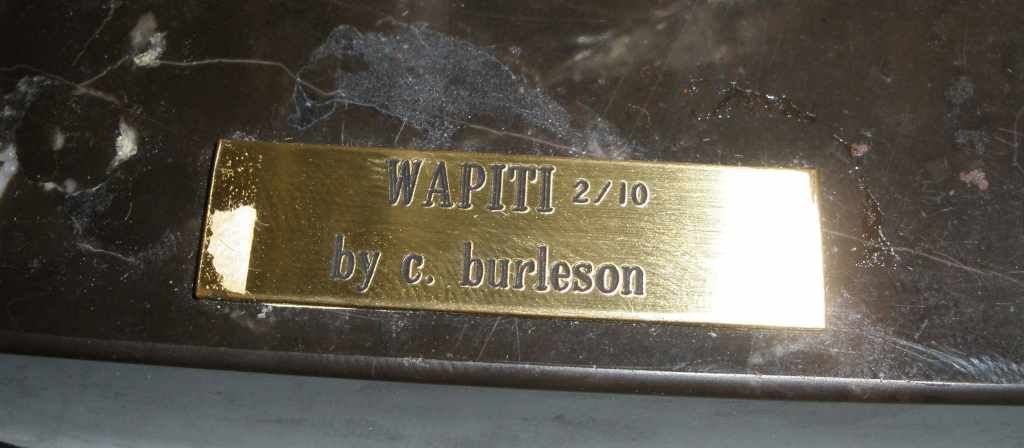 WAPITI 2/10
by c. burleson